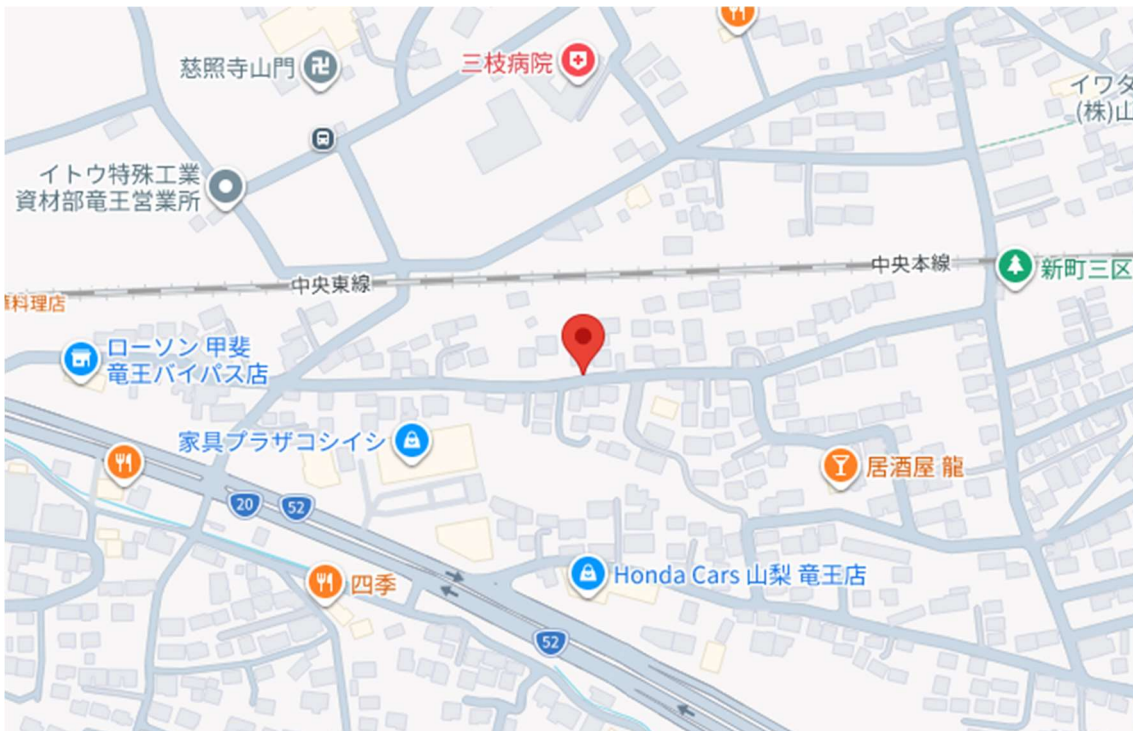 慈照寺山門
三枝病院
イワタ
(株)山
イトウ特殊工業
資材部竜王営業所
中央本線
新町三区
中央東線
料理店
ローソン 甲斐
竜王バイパス店
家具プラザコシイシ
居酒屋 龍
20
52
四季
Honda Cars 山梨 竜王店
52